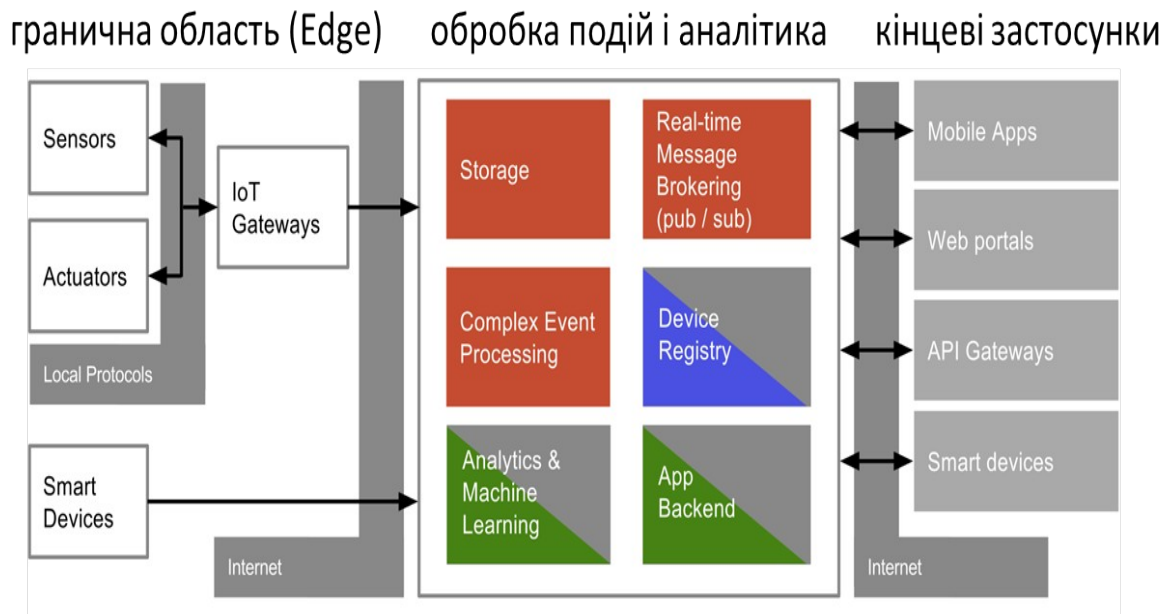 гранична область (Edge)
обробка подій і аналітика
кінцеві застосунки
Sensors
Actuators
Local Protocols
IoT
Gateways
Smart
Devices
Internet
Storage
Real-time
Message
Brokering
(pub / sub)
Complex Event
Processing
Device
Registry
Analytics &
Machine
Learning
App
Backend
Mobile Apps
Web portals
API Gateways
Smart devices
Internet